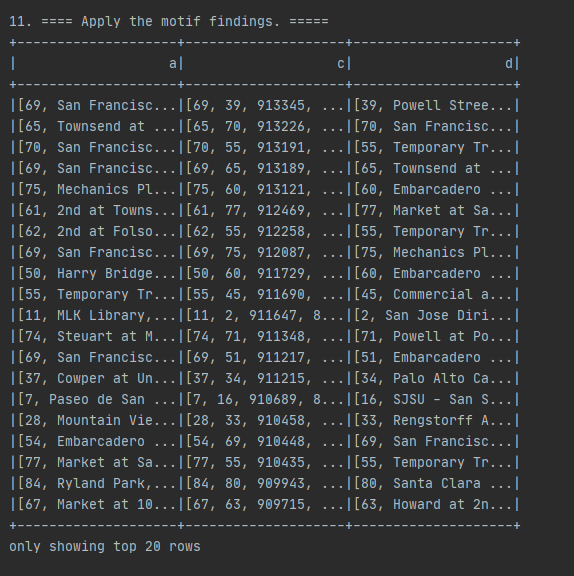 11. ==== Apply the motif findings. =====
+--------------------+--------------------+--------------------+
|                   a|                   c|                   d|
+--------------------+--------------------+--------------------+
|[69, San Francisc...|[69, 39, 913345, ...|[39, Powell Stree...|
|[65, Townsend at ...|[65, 70, 913226, ...|[70, San Francisc...|
|[70, San Francisc...|[70, 55, 913191, ...|[55, Temporary Tr...|
|[69, San Francisc...|[69, 65, 913189, ...|[65, Townsend at ...|
|[75, Mechanics Pl...|[75, 60, 913121, ...|[60, Embarcadero ...|
|[61, 2nd at Towns...|[61, 77, 912469, ...|[77, Market at Sa...|
|[62, 2nd at Folso...|[62, 55, 912258, ...|[55, Temporary Tr...|
|[69, San Francisc...|[69, 75, 912087, ...|[75, Mechanics Pl...|
|[50, Harry Bridge...|[50, 60, 911729, ...|[60, Embarcadero ...|
|[55, Temporary Tr...|[55, 45, 911690, ...|[45, Commercial a...|
|[11, MLK Library,...|[11, 2, 911647, 8...|[2, San Jose Diri...|
|[74, Steuart at M...|[74, 71, 911348, ...|[71, Powell at Po...|
|[69, San Francisc...|[69, 51, 911217, ...|[51, Embarcadero ...|
|[37, Cowper at Un...|[37, 34, 911215, ...|[34, Palo Alto Ca...|
|[7, Paseo de San ...|[7, 16, 910689, 8...|[16, SJSU - San S...|
|[28, Mountain Vie...|[28, 33, 910458, ...|[33, Rengstorff A...|
|[54, Embarcadero ...|[54, 69, 910448, ...|[69, San Francisc...|
|[77, Market at Sa...|[77, 55, 910435, ...|[55, Temporary Tr...|
|[84, Ryland Park,...|[84, 80, 909943, ...|[80, Santa Clara ...|
|[67, Market at 10...|[67, 63, 909715, ...|[63, Howard at 2n...|
+--------------------+--------------------+--------------------+
only showing top 20 rows